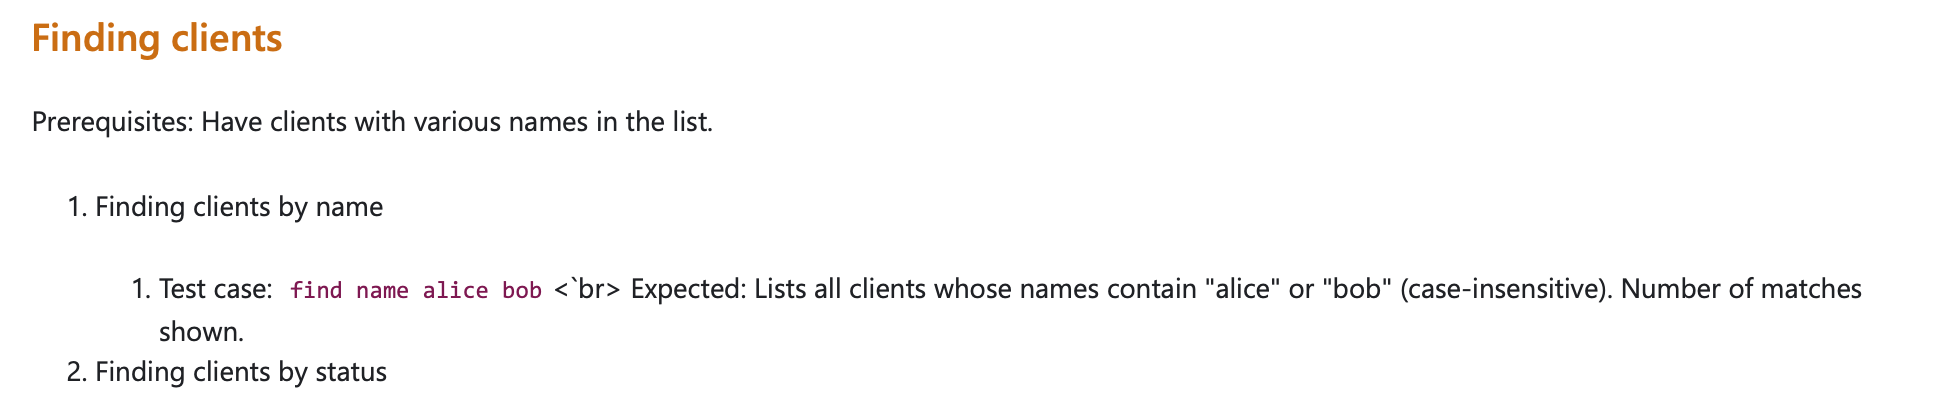 Finding clients
Prerequisites: Have clients with various names in the list.
1. Finding clients by name
1. Test case: find name alice bob <`br> Expected: Lists all clients whose names contain "alice" or "bob" (case-insensitive). Number of matches
shown.
2. Finding clients by status